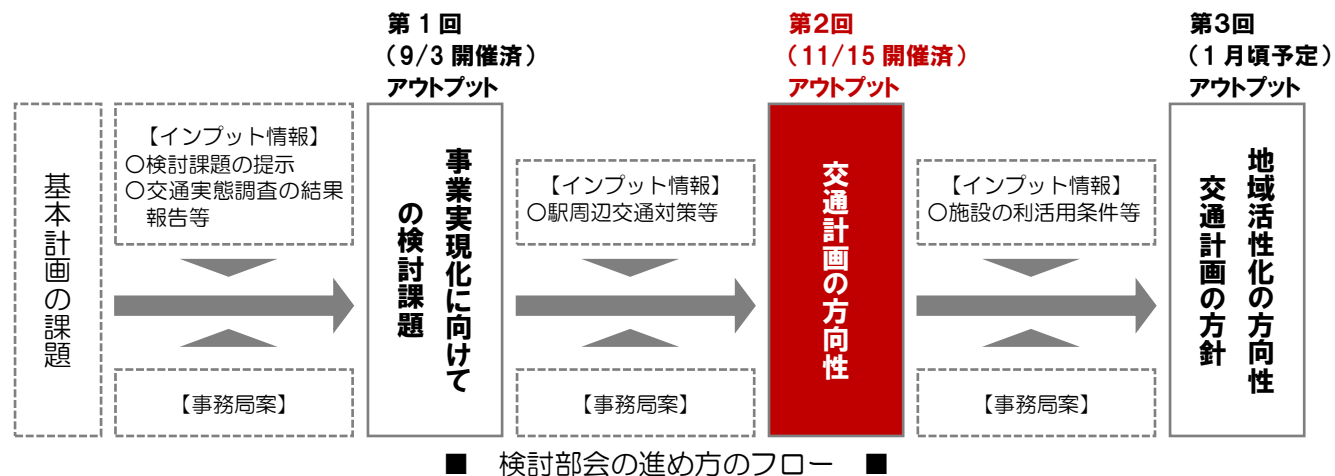 第1回
（9/3 開催済）
アウトプット
第2回
（11/15 開催済）
アウトプット
第3回
（1月頃予定）
アウトプット
基本計画の課題
【インプット情報】
〇検討課題の提示
〇交通実態調査の結果
報告等
【事務局案】
事業実現化に向けて
の検討課題
【インプット情報】
〇駅周辺交通対策等
【事務局案】
交通計画の方向性
【インプット情報】
〇施設の利活用条件等
【事務局案】
地域活性化の方向性
交通計画の方針
■ 検討部会の進め方のフロー ■